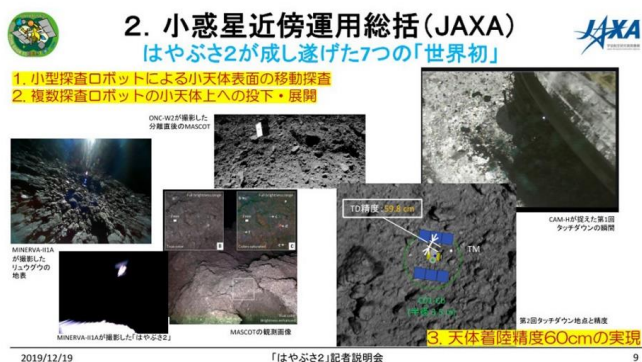 2. 小惑星近傍運用総括(JAXA)
はやぶさ2が成し遂げた7つの「世界初」
JAXA
1. 小型探査ロボットによる小天体表面の移動探査
2. 複数探査ロボットの小天体上への投下・展開
ONC-W2が撮影した
分離直後のMASCOT
CAM-Hが捉えた第1回
タッチダウンの瞬間
MINERVA-II1A
が撮影した
リュウグウの
地表
MINERVA-II1Aが撮影した「はやぶさ2」
B
C
MASCOTの観測画像
TD精度: 59.8 cm
TM
第2回タッチダウン地点と精度
3. 天体着陸精度60cmの実現
2019/12/19
「はやぶさ2」記者説明会
9